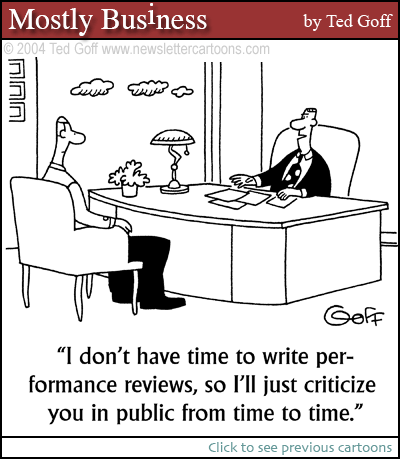 Mostly Business
by Ted Goff
© 2004 Ted Goff www.newslettercartoons.com
GOFF
“I don’t have time to write per-
formance reviews, so I’ll just criticize
you in public from time to time.”
Click to see previous cartoons